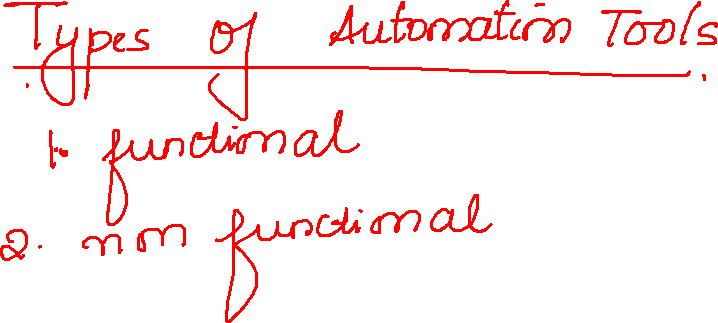 Types of Automation Tools
1. functional
2. non functional